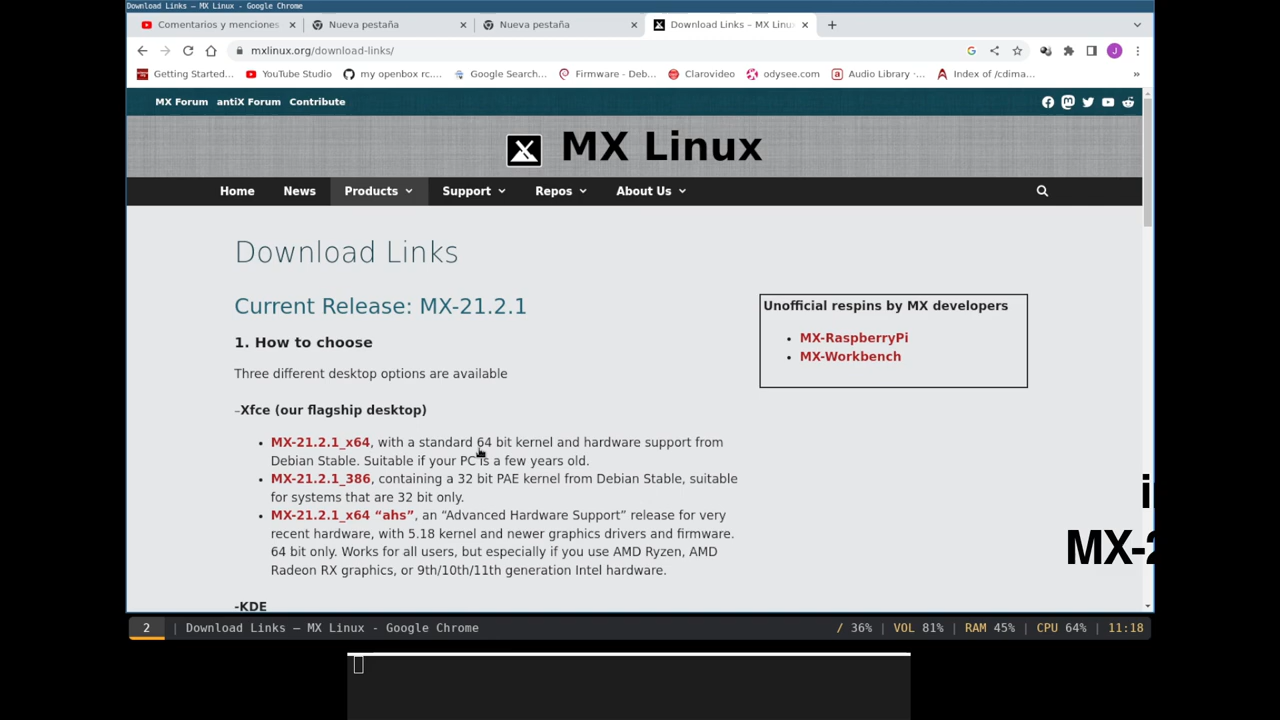 Download Links – MX Linux - Google Chrome
Comentarios y menciones
Nueva pestaña
Nueva pestaña
Download Links – MX Linu
mxlinux.org/download-links/
J
Getting Started...
YouTube Studio
my openbox rc....
Google Search...
Firmware - Deb...
Clarovideo
odysee.com
Audio Library ·...
Index of /cdima...
»
MX Forum antiX Forum Contribute
MX Linux
Home
News
Products
Support
Repos
About Us
Download Links
Current Release: MX-21.2.1
1. How to choose
Three different desktop options are available
–Xfce (our flagship desktop)
• MX-21.2.1_x64, with a standard 64 bit kernel and hardware support from
Debian Stable. Suitable if your PC is a few years old.
• MX-21.2.1_386, containing a 32 bit PAE kernel from Debian Stable, suitable
for systems that are 32 bit only.
• MX-21.2.1_x64 “ahs”, an “Advanced Hardware Support” release for very
recent hardware, with 5.18 kernel and newer graphics drivers and firmware.
64 bit only. Works for all users, but especially if you use AMD Ryzen, AMD
Radeon RX graphics, or 9th/10th/11th generation Intel hardware.
-KDE
Unofficial respins by MX developers
• MX-RaspberryPi
• MX-Workbench
MX-2
2 | Download Links – MX Linux - Google Chrome
/ 36% | VOL 81% | RAM 45% | CPU 64% | 11:18